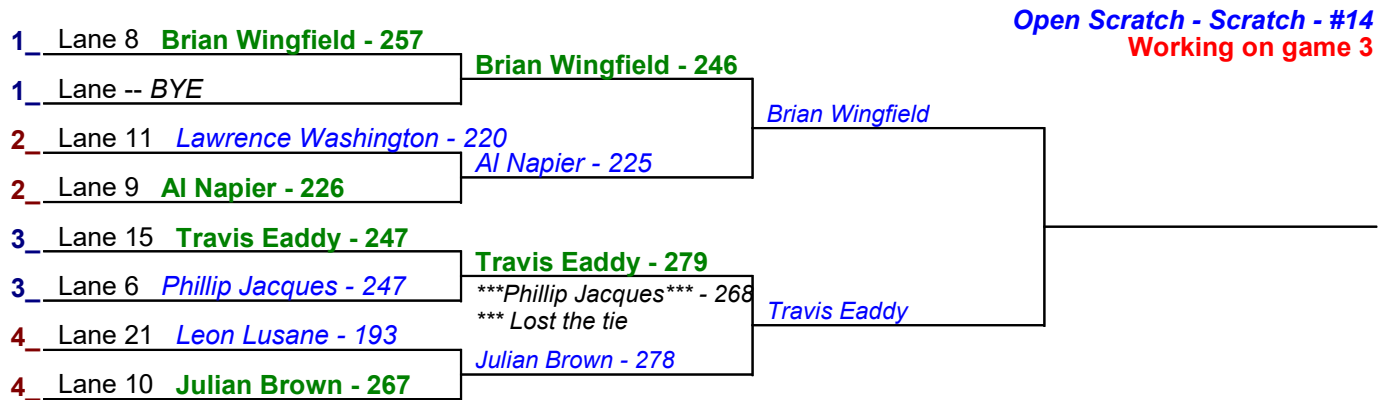 Open Scratch - Scratch - #14
Working on game 3
1_ Lane 8 Brian Wingfield - 257
1_ Lane -- BYE
2_ Lane 11 Lawrence Washington - 220
2_ Lane 9 Al Napier - 226
3_ Lane 15 Travis Eaddy - 247
3_ Lane 6 Phillip Jacques - 247
4_ Lane 21 Leon Lusane - 193
4_ Lane 10 Julian Brown - 267
Brian Wingfield - 246
Al Napier - 225
Travis Eaddy - 279
***Phillip Jacques*** - 268
*** Lost the tie
Julian Brown - 278
Brian Wingfield
Travis Eaddy